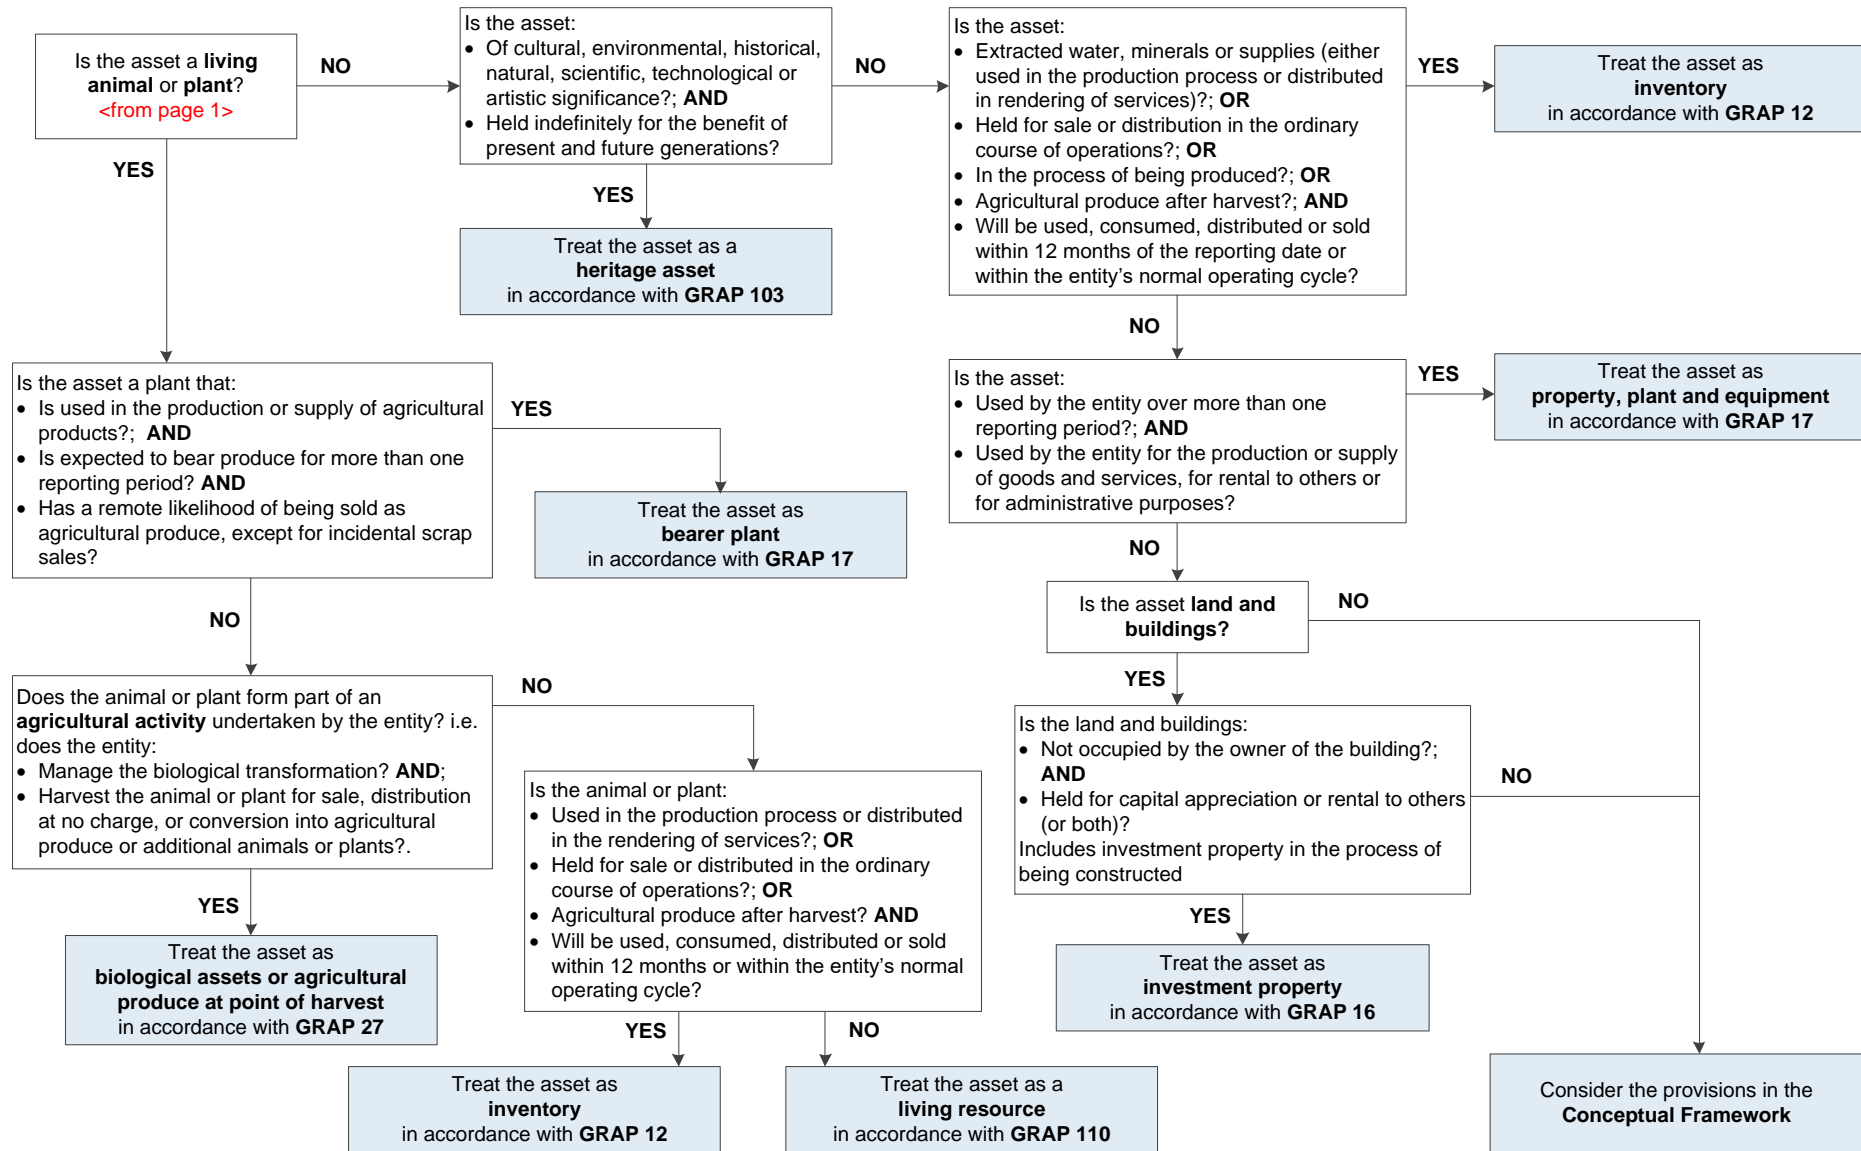 Is the asset a living
animal or plant?
<from page 1>
NO
YES
Is the asset:
• Of cultural, environmental, historical,
natural, scientific, technological or
artistic significance?; AND
• Held indefinitely for the benefit of
present and future generations?
NO
YES
Treat the asset as a
heritage asset
in accordance with GRAP 103
Is the asset:
• Extracted water, minerals or supplies (either
used in the production process or distributed
in rendering of services)?; OR
• Held for sale or distribution in the ordinary
course of operations?; OR
• In the process of being produced?; OR
• Agricultural produce after harvest?; AND
• Will be used, consumed, distributed or sold
within 12 months of the reporting date or
within the entity’s normal operating cycle?
YES
Treat the asset as
inventory
in accordance with GRAP 12
NO
Is the asset:
• Used by the entity over more than one
reporting period?; AND
• Used by the entity for the production or supply
of goods and services, for rental to others or
for administrative purposes?
YES
Treat the asset as
property, plant and equipment
in accordance with GRAP 17
NO
Is the asset land and
buildings?
NO
YES
Is the land and buildings:
• Not occupied by the owner of the building?;
AND
• Held for capital appreciation or rental to others
(or both)?
Includes investment property in the process of
being constructed
NO
YES
Treat the asset as
investment property
in accordance with GRAP 16
Consider the provisions in the
Conceptual Framework
Is the asset a plant that:
• Is used in the production or supply of agricultural
products?; AND
• Is expected to bear produce for more than one
reporting period? AND
• Has a remote likelihood of being sold as
agricultural produce, except for incidental scrap
sales?
YES
Treat the asset as
bearer plant
in accordance with GRAP 17
NO
Does the animal or plant form part of an
agricultural activity undertaken by the entity? i.e.
does the entity:
• Manage the biological transformation? AND;
• Harvest the animal or plant for sale, distribution
at no charge, or conversion into agricultural
produce or additional animals or plants?.
NO
YES
Treat the asset as
biological assets or agricultural
produce at point of harvest
in accordance with GRAP 27
Is the animal or plant:
• Used in the production process or distributed
in the rendering of services?; OR
• Held for sale or distributed in the ordinary
course of operations?; OR
• Agricultural produce after harvest? AND
• Will be used, consumed, distributed or sold
within 12 months or within the entity’s normal
operating cycle?
YES
NO
Treat the asset as
inventory
in accordance with GRAP 12
Treat the asset as a
living resource
in accordance with GRAP 110